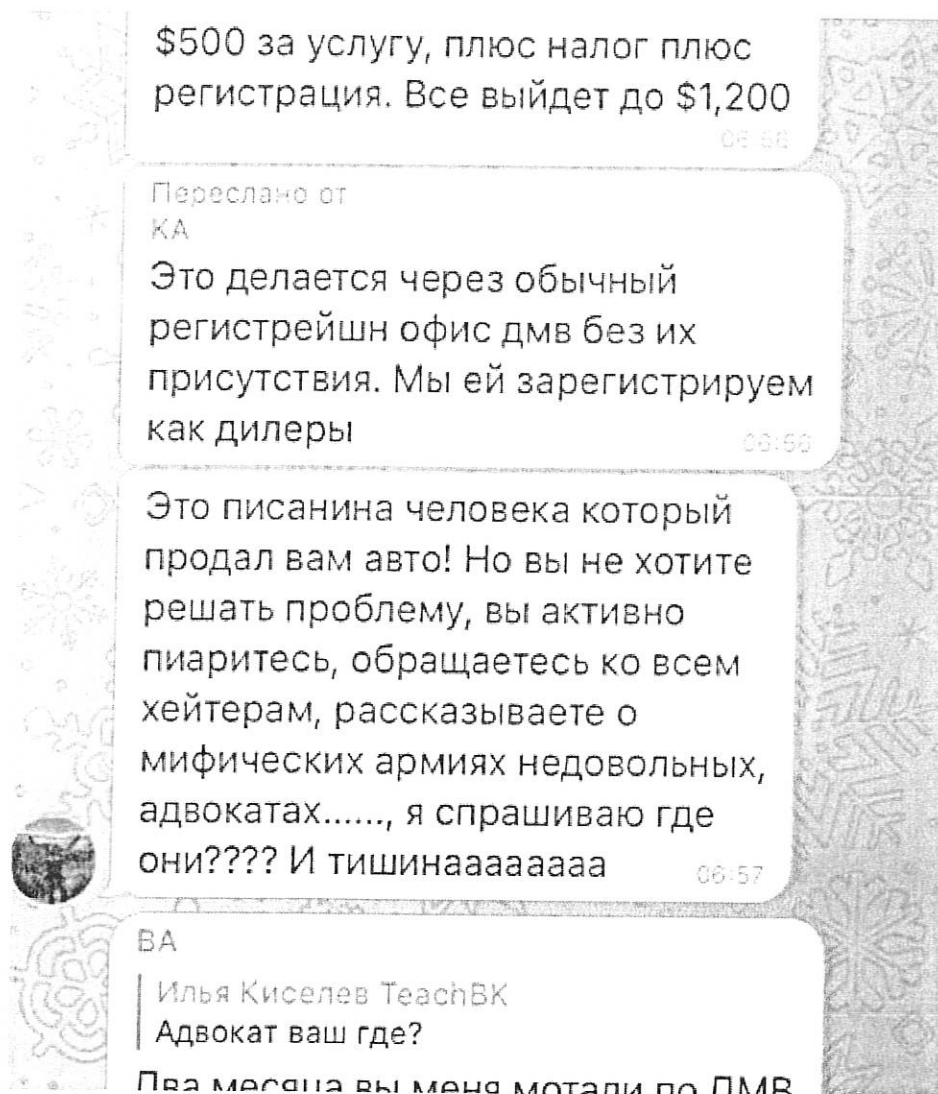 $500 за услугу, плюс налог плюс
регистрация. Все выйдет до $1,200
Переслано от
КА
Это делается через обычный
регистрейшн офис дмв без их
присутствия. Мы ей зарегистрируем
как дилеры
06:56
Это писанина человека который
продал вам авто! Но вы не хотите
решать проблему, вы активно
пиаритесь, обращаетесь ко всем
хейтерам, рассказываете о
мифических армиях недовольных,
адвокатах......, я спрашиваю где
они???? И тишинааааааааа
06:57
ВА
Илья Киселев TeachBK
Адвокат ваш где?
Два месяца вы меня мотали по ДМВ